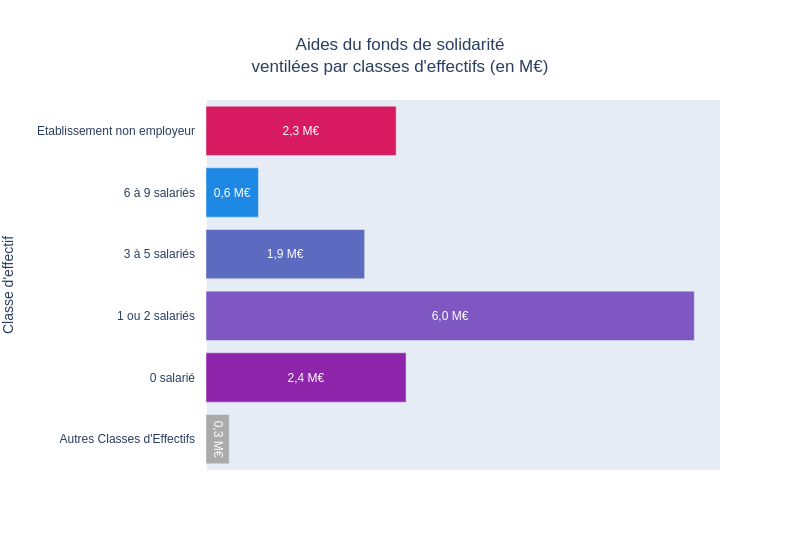 Aides du fonds de solidarité
ventilées par classes d'effectifs (en M€)
Classe d'effectif
Etablissement non employeur
2,3 M€
6 à 9 salariés
0,6 M€
3 à 5 salariés
1,9 M€
1 ou 2 salariés
6,0 M€
0 salarié
2,4 M€
Autres Classes d'Effectifs
0,3 M€